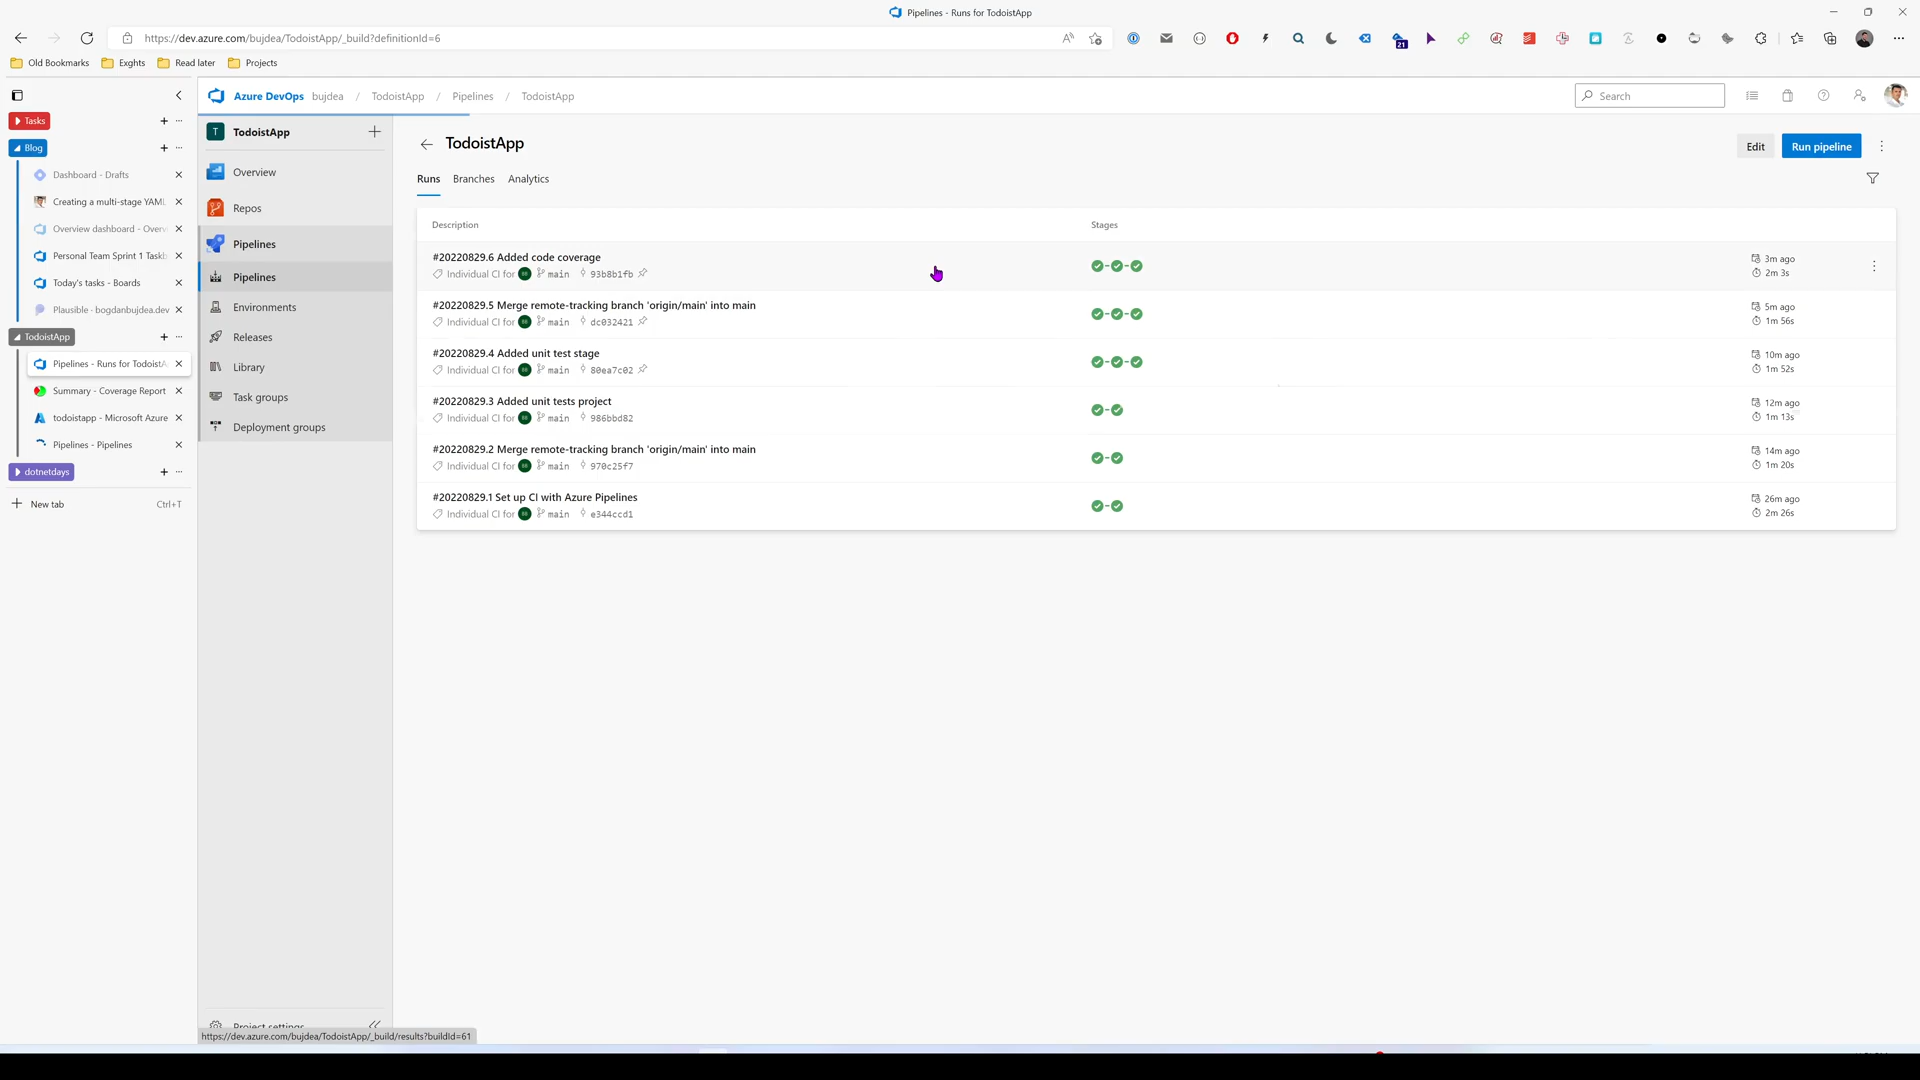 Pipelines - Runs for TodoistApp
https://dev.azure.com/bujdea/TodoistApp/_build?definitionId=6
21
Old Bookmarks
Exghts
Read later
Projects
Tasks
Blog
Dashboard - Drafts
Creating a multi-stage YAML
Overview dashboard - Overv
Personal Team Sprint 1 Taskb
Today's tasks - Boards
Plausible · bogdanbujdea.dev
TodoistApp
Pipelines - Runs for TodoistA
Summary - Coverage Report
todoistapp - Microsoft Azure
Pipelines - Pipelines
dotnetdays
New tab Ctrl+T
Azure DevOps bujdea / TodoistApp / Pipelines / TodoistApp
Search
T TodoistApp
Overview
Repos
Pipelines
Pipelines
Environments
Releases
Library
Task groups
Deployment groups
Project settings
TodoistApp
Edit
Run pipeline
Runs Branches Analytics
Description Stages
#20220829.6 Added code coverage
Individual CI for BB main 93b8b1fb
3m ago
2m 3s
#20220829.5 Merge remote-tracking branch 'origin/main' into main
Individual CI for BB main dc032421
5m ago
1m 56s
#20220829.4 Added unit test stage
Individual CI for BB main 80ea7c02
10m ago
1m 52s
#20220829.3 Added unit tests project
Individual CI for BB main 986bbd82
12m ago
1m 13s
#20220829.2 Merge remote-tracking branch 'origin/main' into main
Individual CI for BB main 970c25f7
14m ago
1m 20s
#20220829.1 Set up CI with Azure Pipelines
Individual CI for BB main e344ccd1
26m ago
2m 26s
https://dev.azure.com/bujdea/TodoistApp/_build/results?buildId=61